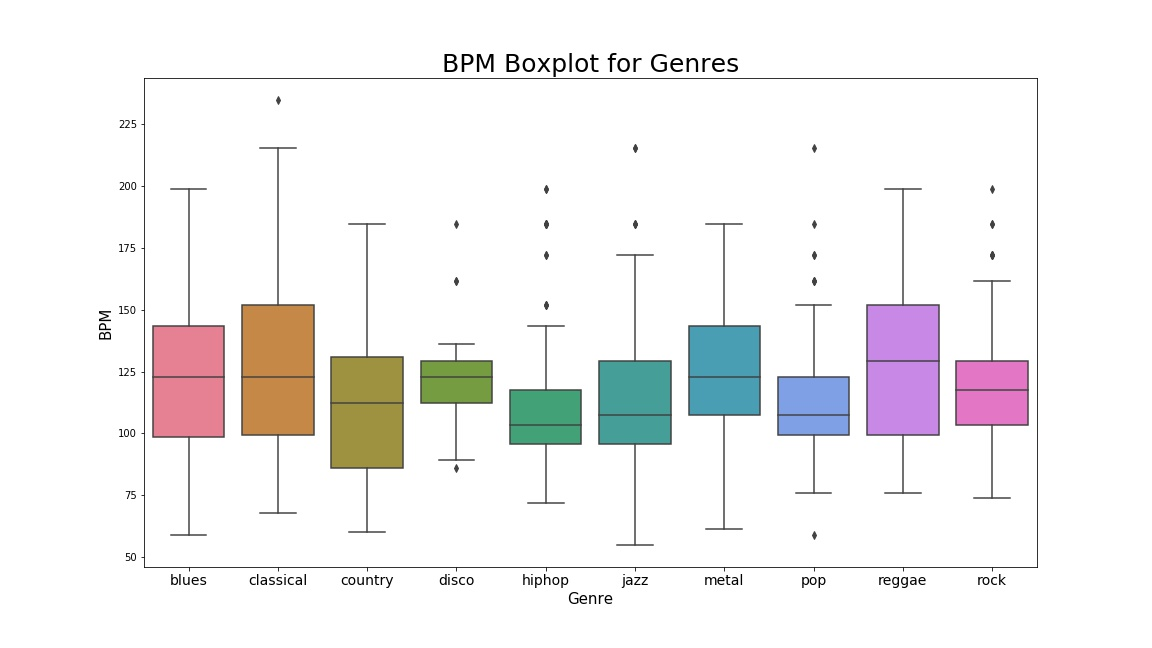 BPM Boxplot for Genres
225
200
175
150
125
100
75
50
BPM
blues classical country disco hiphop jazz metal pop reggae rock
Genre